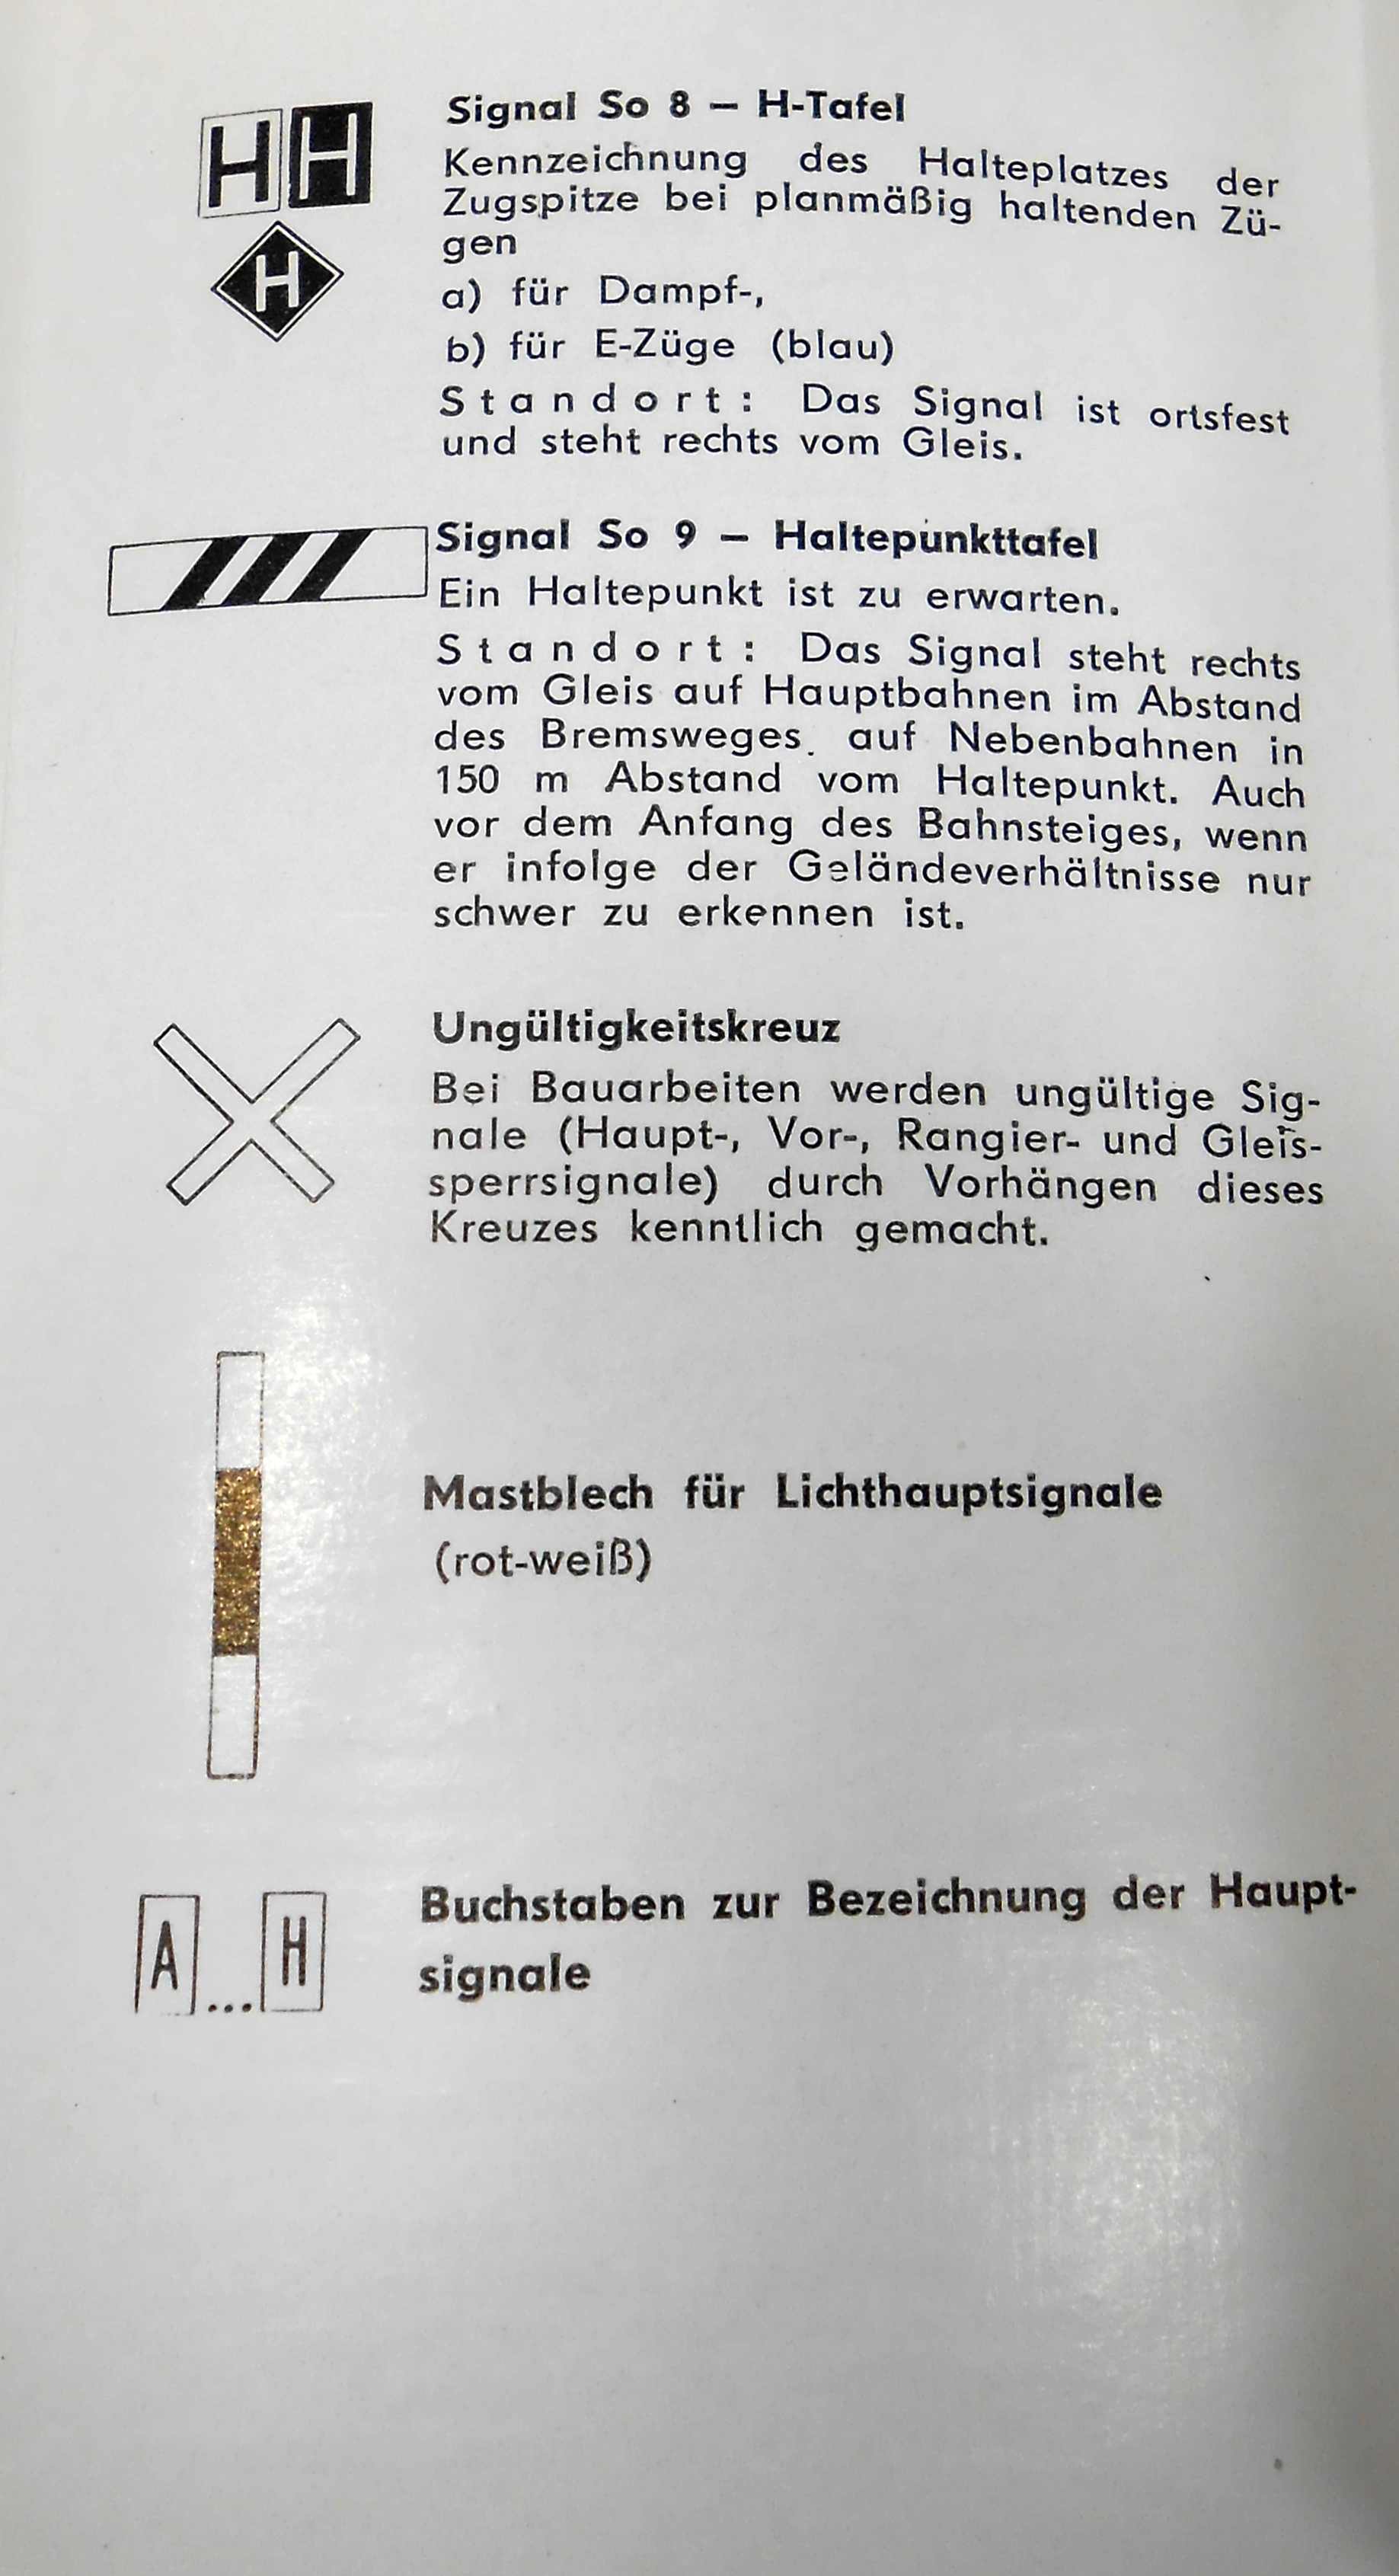 H H
H
Signal So 8 – H-Tafel
Kennzeichnung des Halteplatzes der
Zugspitze bei planmäßig haltenden Zü-
gen
a) für Dampf-,
b) für E-Züge (blau)
Standort: Das Signal ist ortsfest
und steht rechts vom Gleis.
Signal So 9 – Haltepunkttafel
Ein Haltepunkt ist zu erwarten.
Standort: Das Signal steht rechts
vom Gleis auf Hauptbahnen im Abstand
des Bremsweges, auf Nebenbahnen in
150 m Abstand vom Haltepunkt. Auch
vor dem Anfang des Bahnsteiges, wenn
er infolge der Geländeverhältnisse nur
schwer zu erkennen ist.
Ungültigkeitskreuz
Bei Bauarbeiten werden ungültige Sig-
nale (Haupt-, Vor-, Rangier- und Gleis-
sperrsignale) durch Vorhängen dieses
Kreuzes kenntlich gemacht.
Mastblech für Lichthauptsignale
(rot-weiß)
A...H
Buchstaben zur Bezeichnung der Haupt-
signale